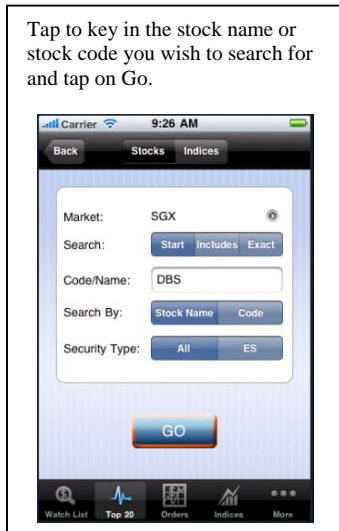 Tap to key in the stock name or
stock code you wish to search for
and tap on Go.
Carrier 9:26 AM
Back Stocks Indices
Market: SGX
Search: Start Includes Exact
Code/Name: DBS
Search By: Stock Name Code
Security Type: All ES
GO
Watch List Top 20 Orders Indices More